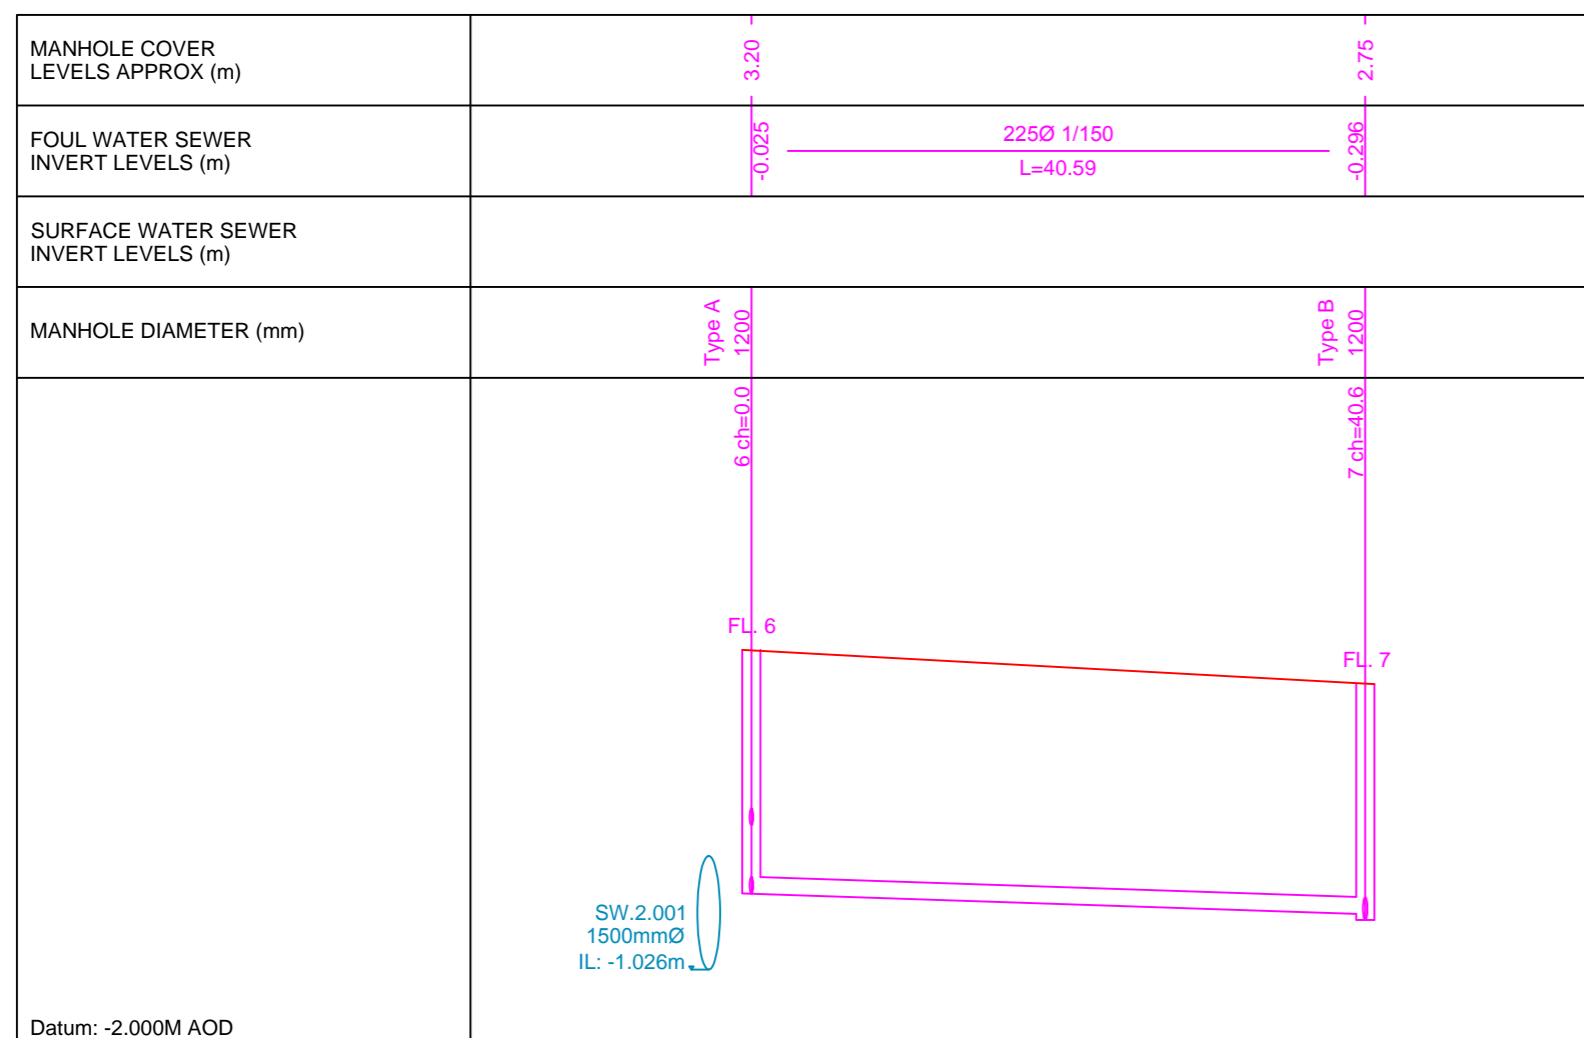 MANHOLE COVER
LEVELS APPROX (m)
3.20
2.75
FOUL WATER SEWER
INVERT LEVELS (m)
-0.025
225Ø 1/150
L=40.59
-0.296
SURFACE WATER SEWER
INVERT LEVELS (m)
MANHOLE DIAMETER (mm)
Type A
1200
Type B
1200
6 ch=0.0
7 ch=40.6
FL. 6
FL. 7
SW.2.001
1500mmØ
IL: -1.026m
Datum: -2.000M AOD